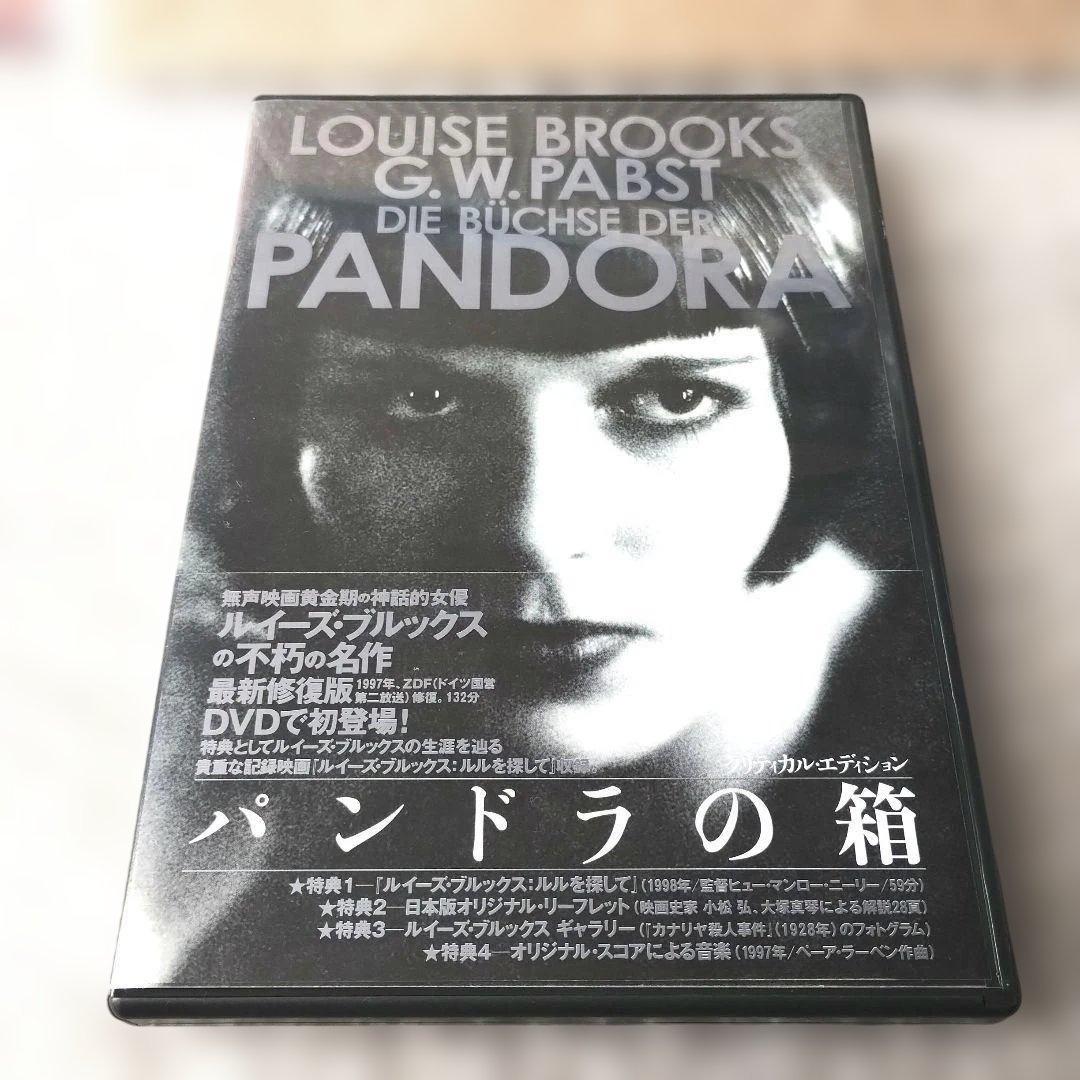 LOUISE BROOKS
G.W.PABST
DIE BÜCHSE DER
PANDORA
無声映画黄金期の神話的女優
ルイーズ・ブルックス
の不朽の名作
最新修復版 1997年、ZDF(ドイツ国営
第二放送)修復。132分
DVDで初登場!
特典としてルイーズ・ブルックスの生涯を辿る
貴重な記録映画『ルイーズ・ブルックス:ルルを探して』収録。
クリティカル・エディション
パンドラの箱
★特典1―『ルイーズ・ブルックス:ルルを探して』(1998年/監督ヒュー・マンロー・ニーリー/59分)
★特典2―日本版オリジナル・リーフレット(映画史家 小松 弘、大塚真琴による解説28頁)
★特典3―ルイーズ・ブルックス ギャラリー(『カナリヤ殺人事件』(1928年)のフォトグラム)
★特典4―オリジナル・スコアによる音楽(1997年/ペーア・ラーベン作曲)